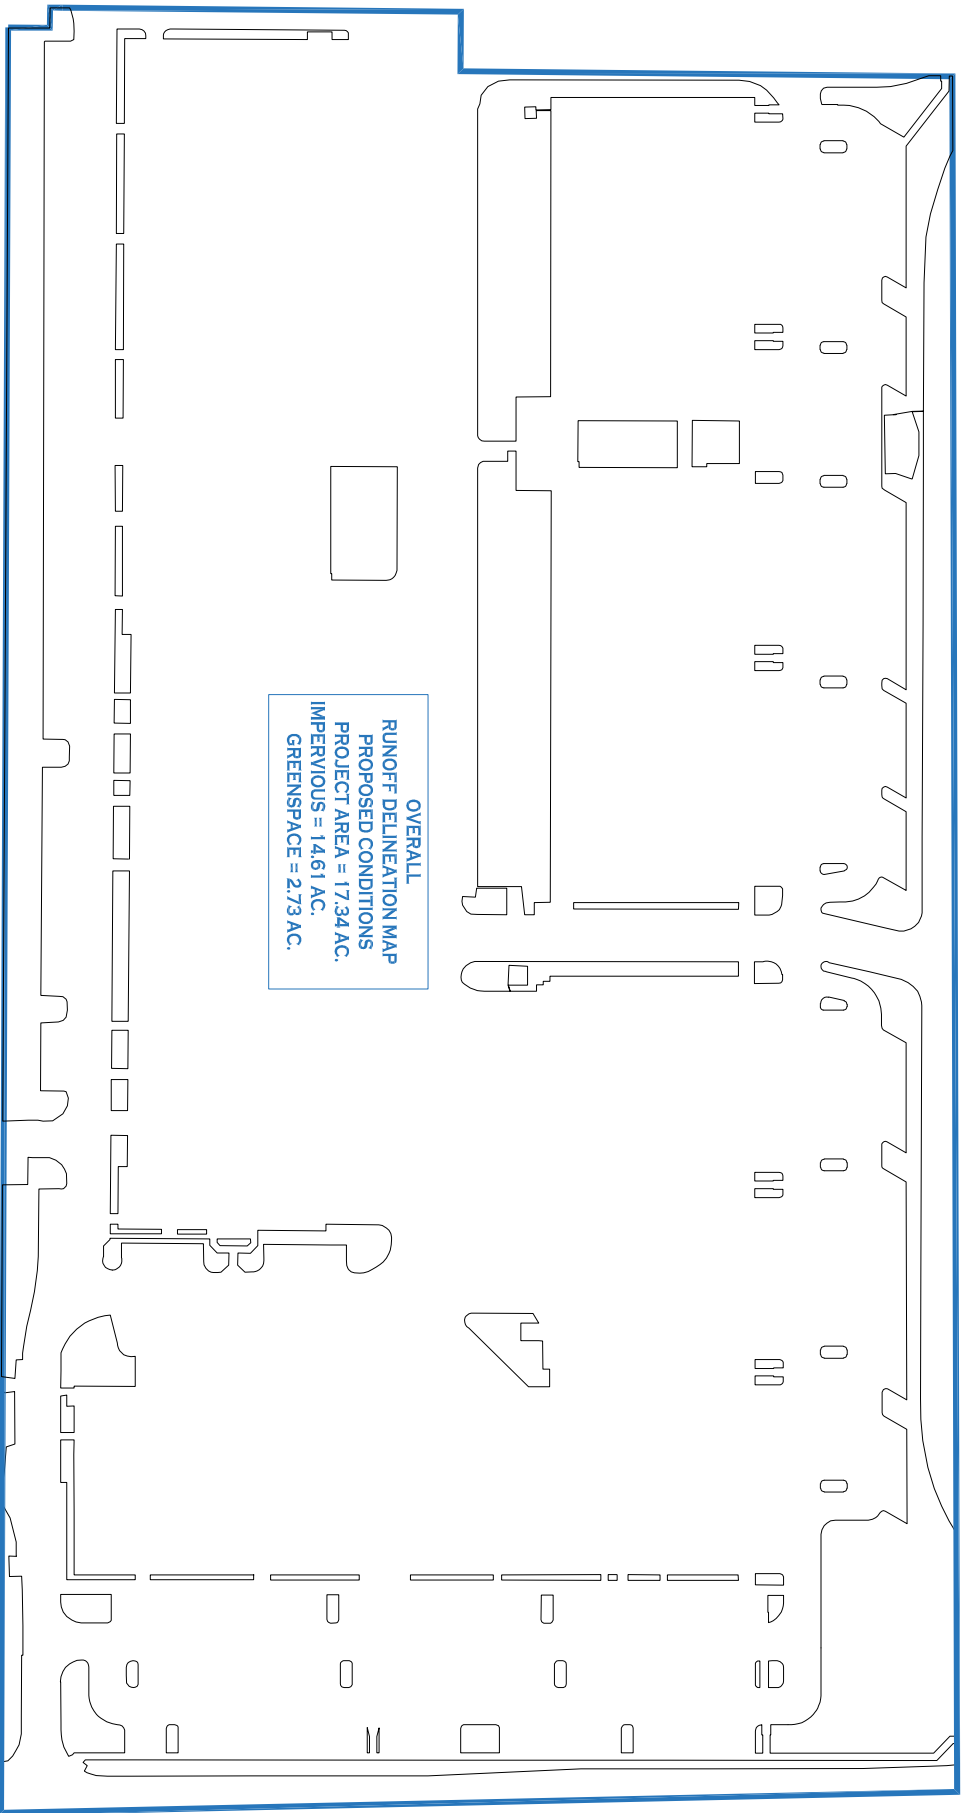 OVERALL
RUNOFF DELINEATION MAP
PROPOSED CONDITIONS
PROJECT AREA = 17.34 AC.
IMPERVIOUS = 14.61 AC.
GREENSPACE = 2.73 AC.